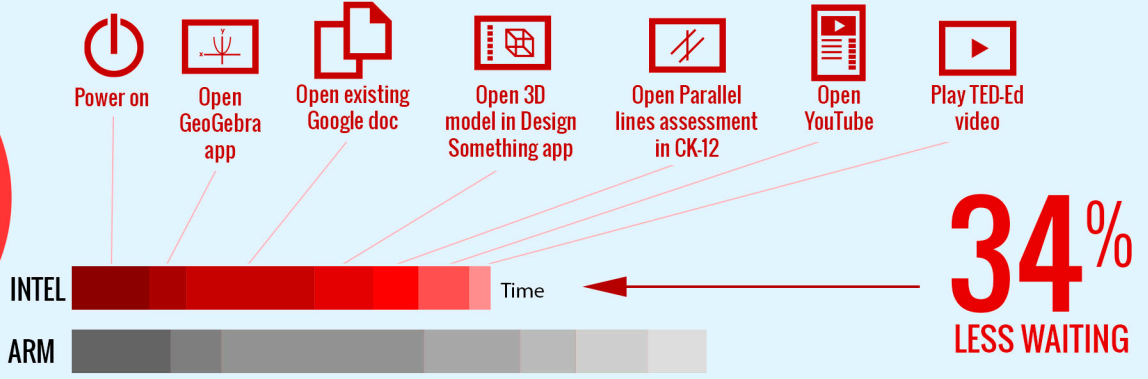 Power on
Open
GeoGebra
app
Open existing
Google doc
Open 3D
model in Design
Something app
Open Parallel
lines assessment
in CK-12
Open
YouTube
Play TED-Ed
video
y
x
INTEL
Time
34%
LESS WAITING
ARM